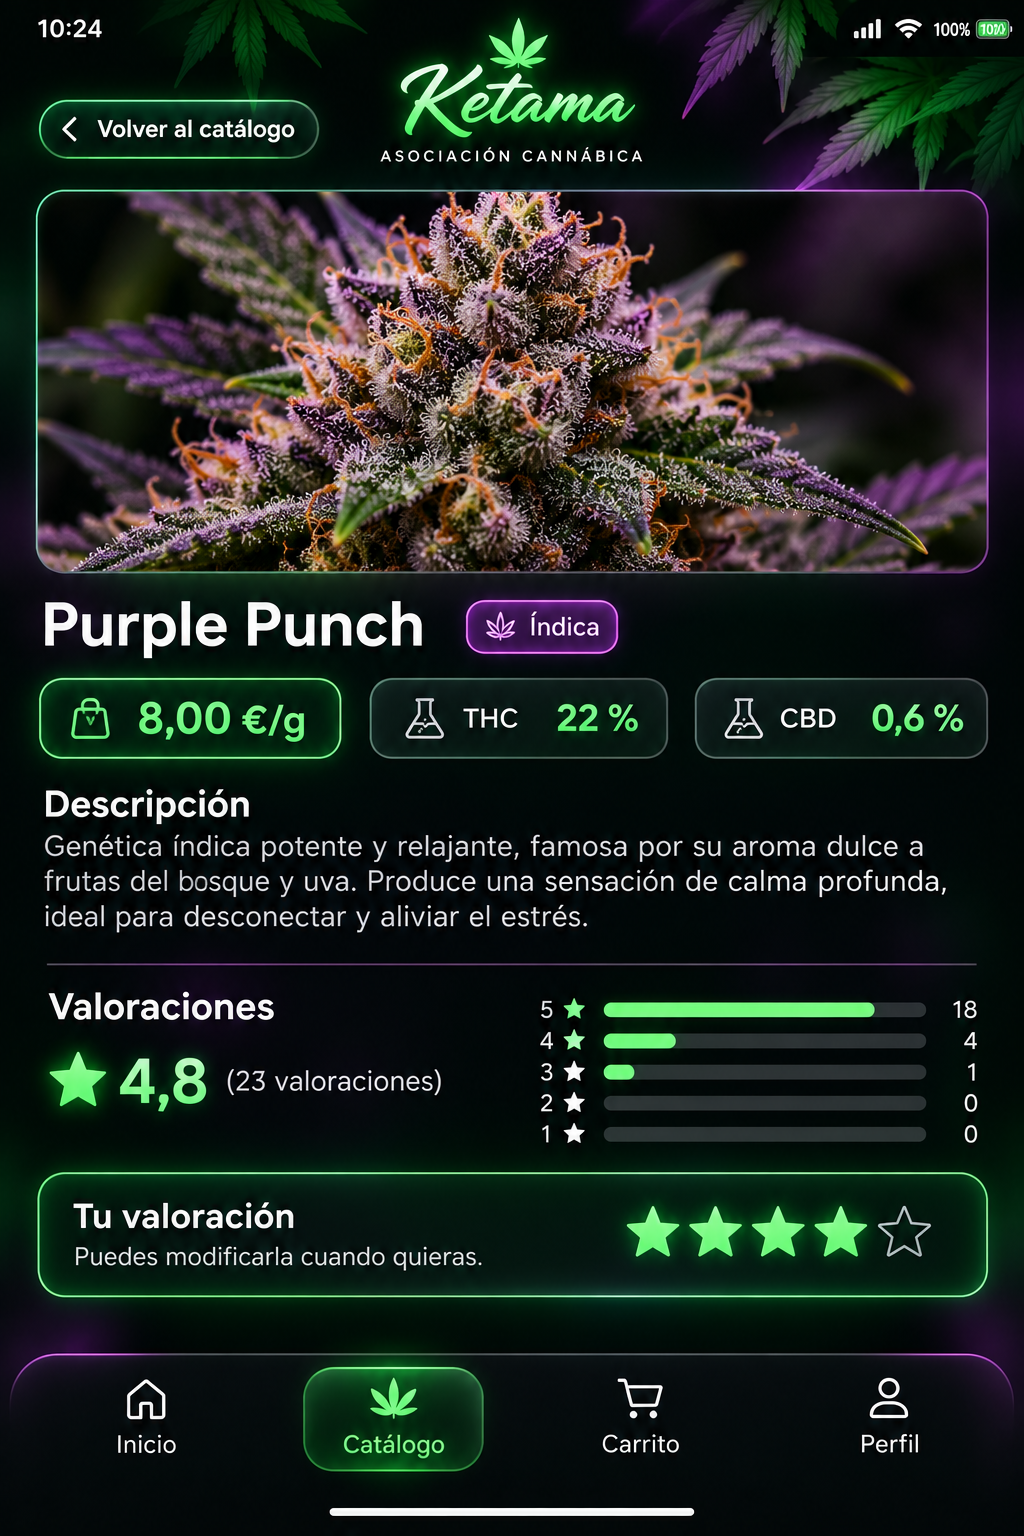 10:24
100%
100%
Volver al catálogo
Ketama
ASOCIACIÓN CANNÁBICA
Purple Punch
Índica
8,00 €/g
THC 22 %
CBD 0,6 %
Descripción
Genética índica potente y relajante, famosa por su aroma dulce a
frutas del bosque y uva. Produce una sensación de calma profunda,
ideal para desconectar y aliviar el estrés.
Valoraciones
4,8 (23 valoraciones)
5 18
4 4
3 1
2 0
1 0
Tu valoración
Puedes modificarla cuando quieras.
Inicio
Catálogo
Carrito
Perfil